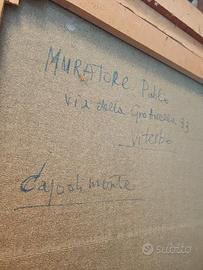 MURATORE Pablo
via della Grotticella 33
VITERBO
Capodimonte
subito